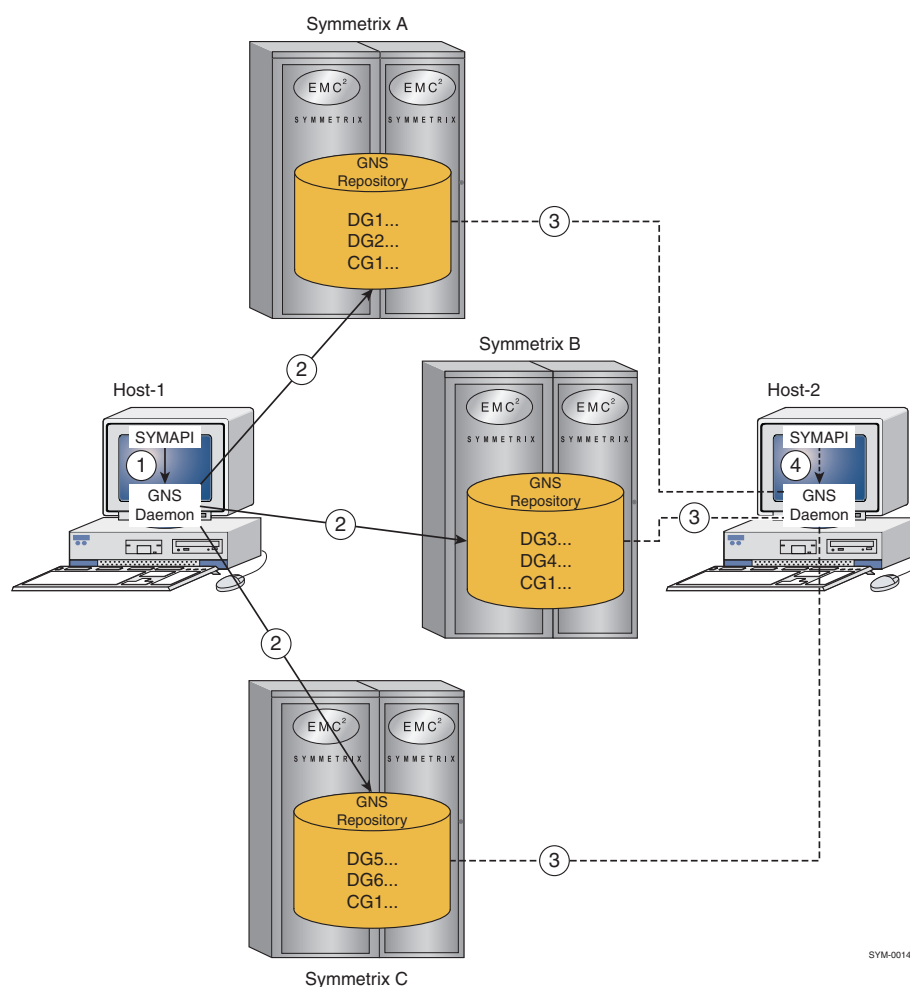 Symmetrix A
EMC²
SYMMETRIX
EMC²
SYMMETRIX
GNS
Repository
DG1...
DG2...
CG1...
3
2
Symmetrix B
EMC²
SYMMETRIX
EMC²
SYMMETRIX
GNS
Repository
DG3...
DG4...
CG1...
Host-1
SYMAPI
1
GNS
Daemon
2
3
Host-2
SYMAPI
4
GNS
Daemon
2
EMC²
SYMMETRIX
EMC²
SYMMETRIX
GNS
Repository
DG5...
DG6...
CG1...
3
Symmetrix C
SYM-0014